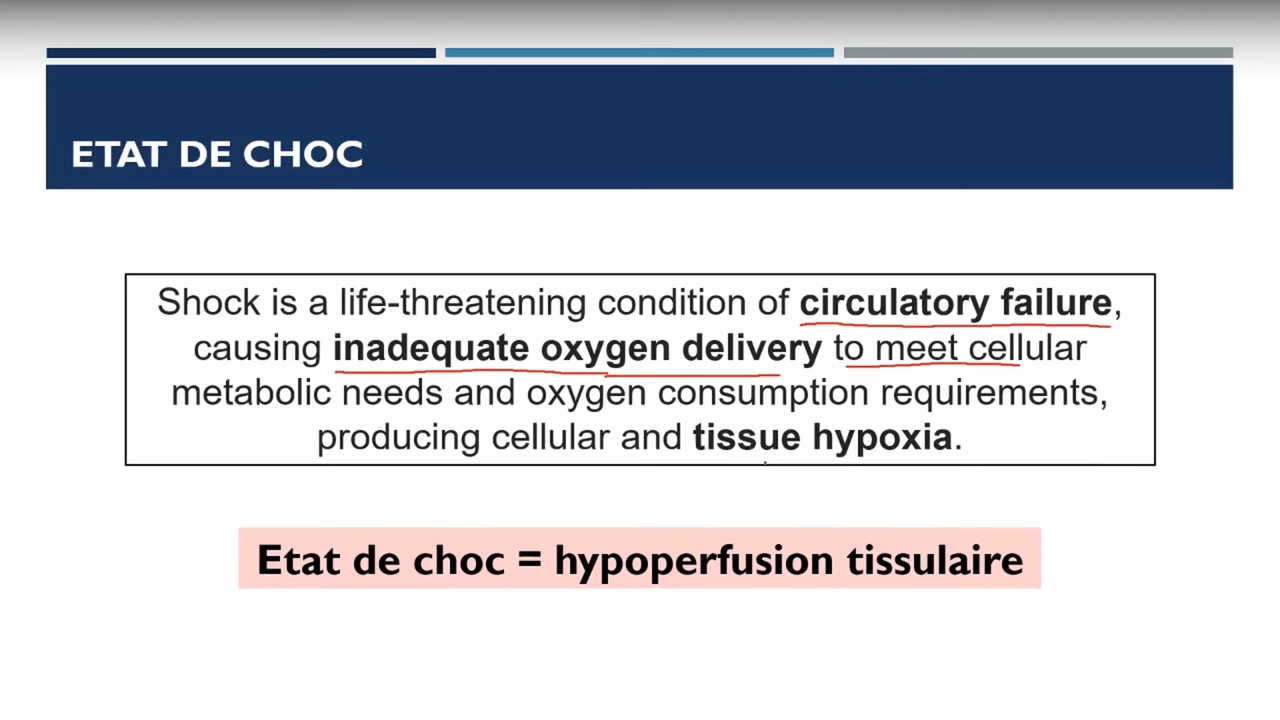 ETAT DE CHOC
Shock is a life-threatening condition of circulatory failure,
causing inadequate oxygen delivery to meet cellular
metabolic needs and oxygen consumption requirements,
producing cellular and tissue hypoxia.
Etat de choc = hypoperfusion tissulaire